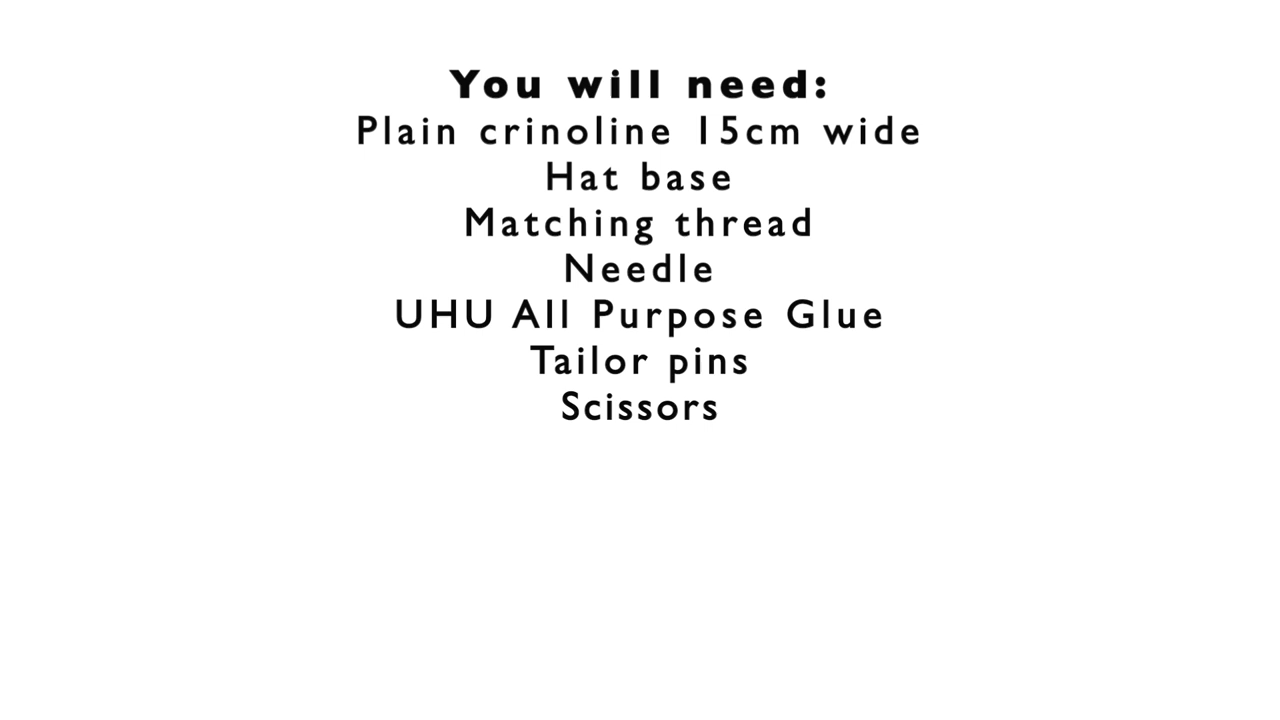 You will need:
Plain crinoline 15cm wide
Hat base
Matching thread
Needle
UHU All Purpose Glue
Tailor pins
Scissors